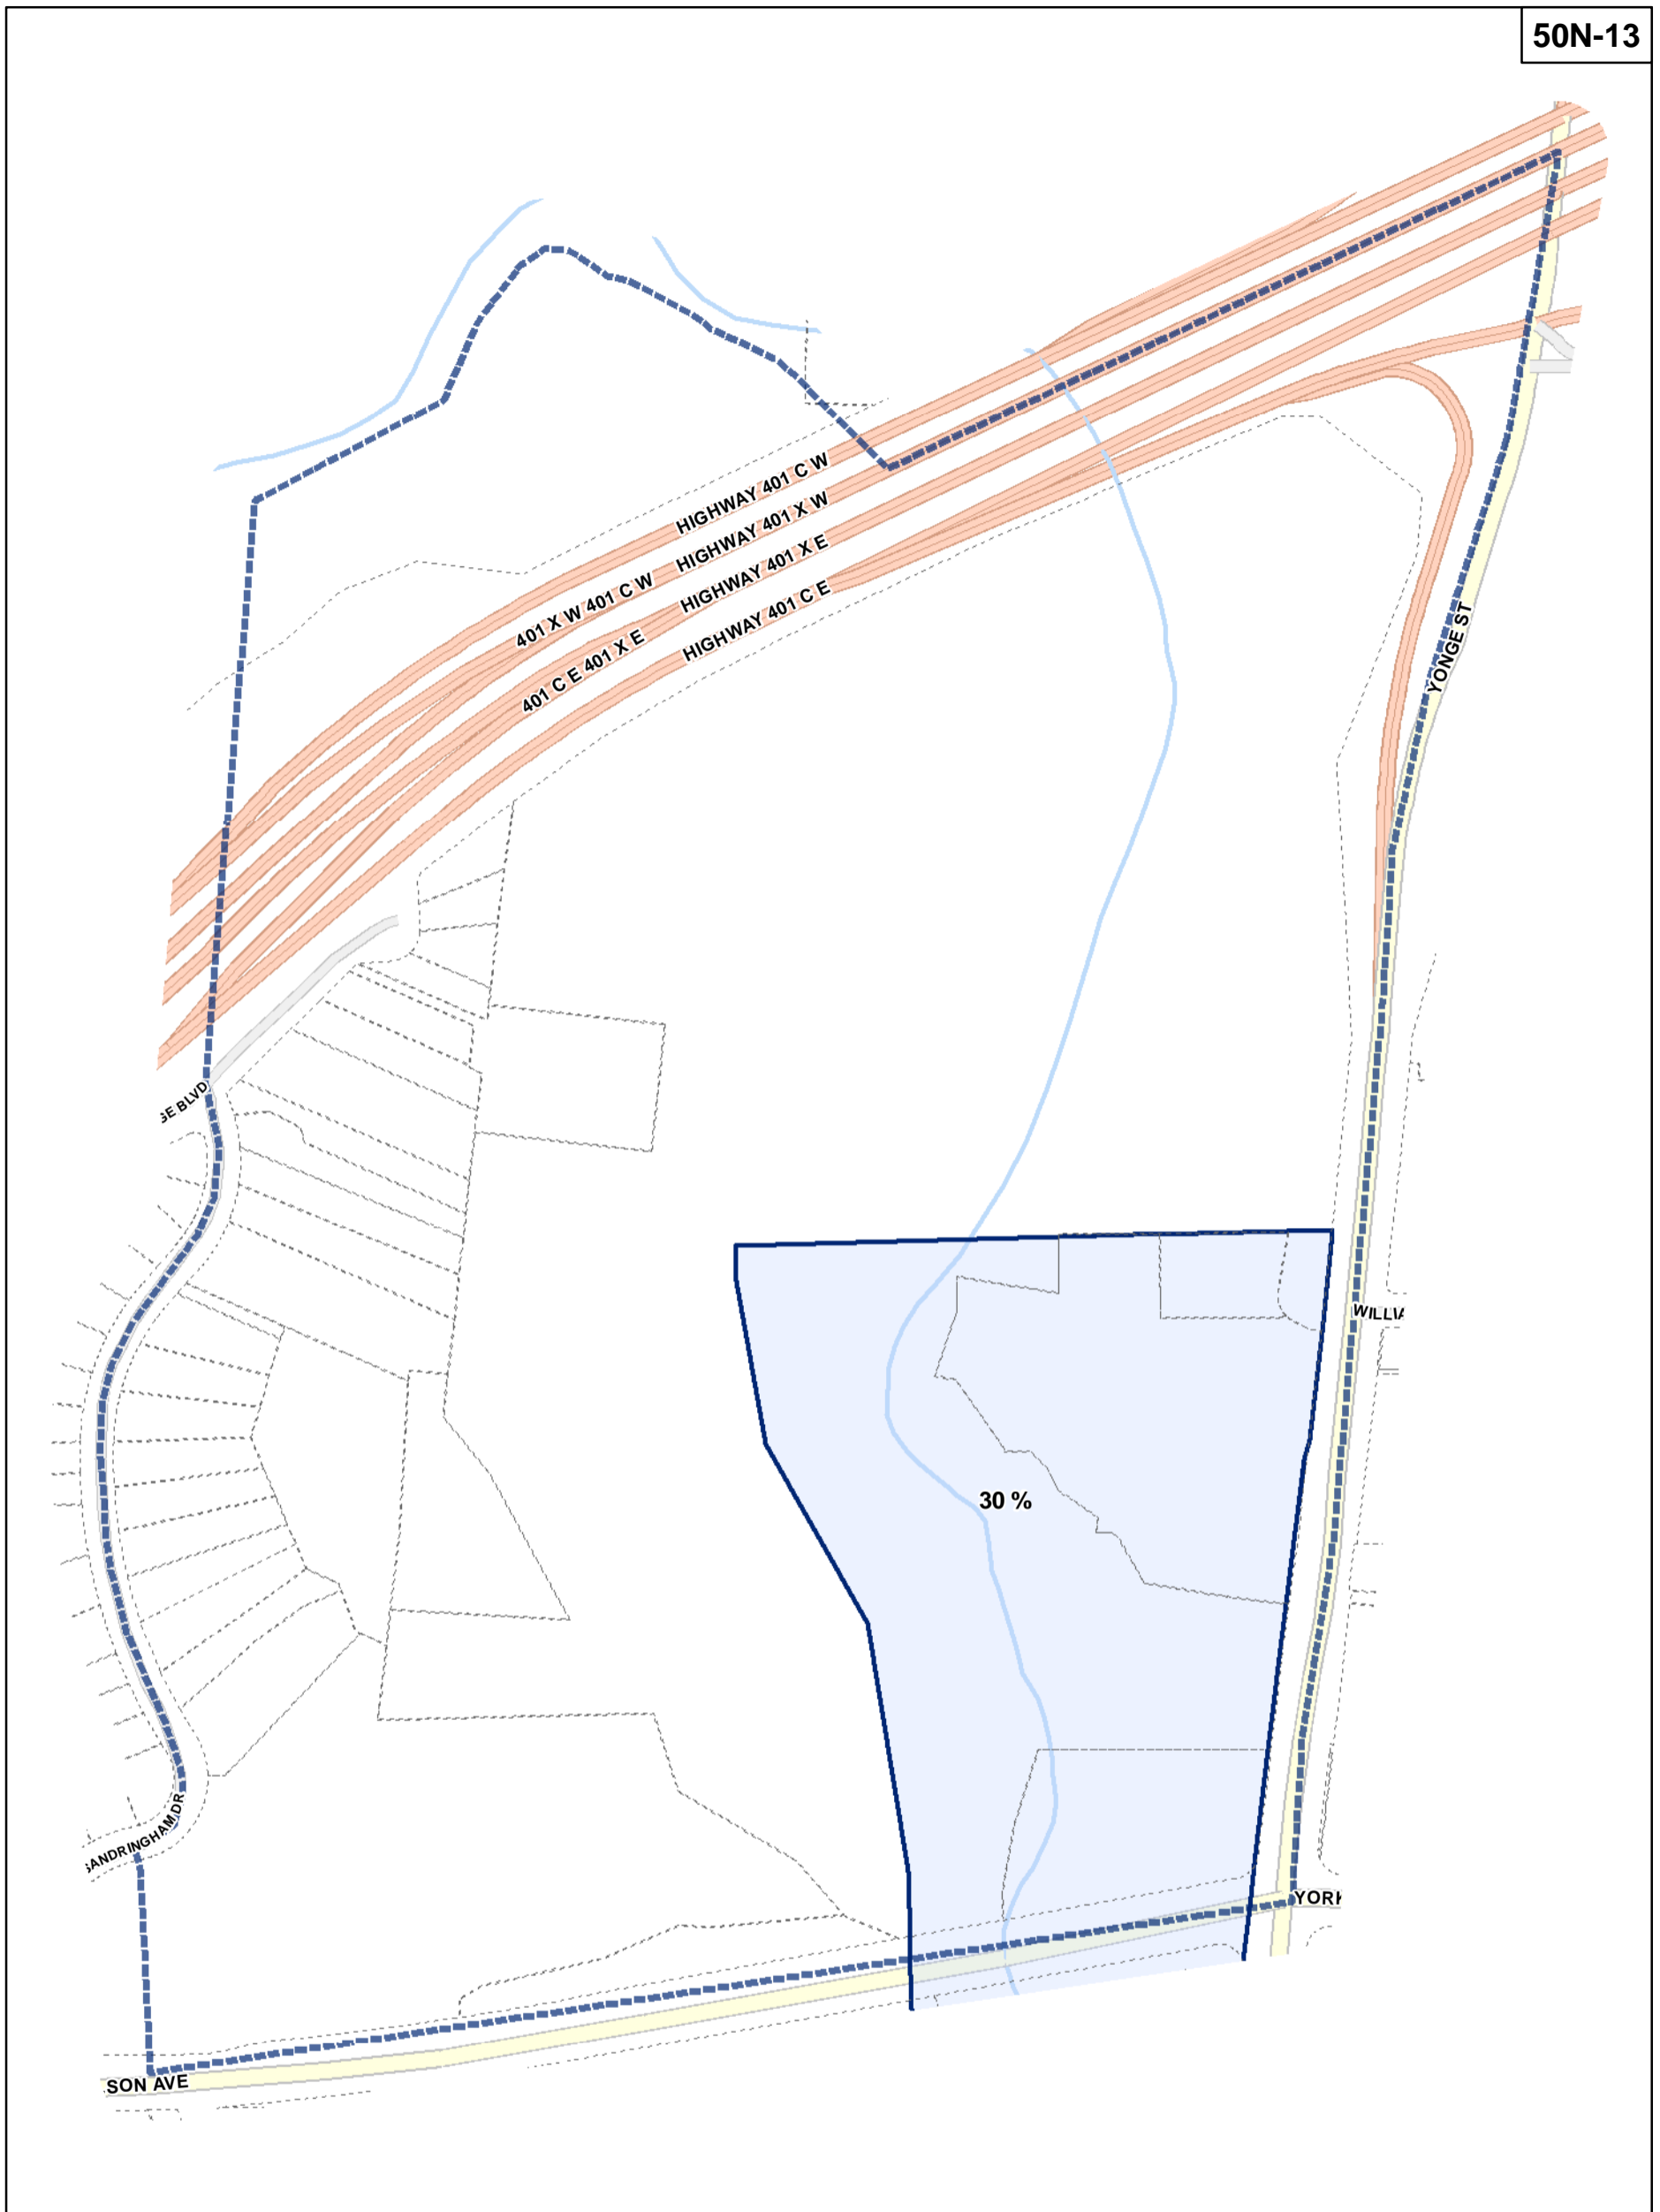 50N-13
HIGHWAY 401 C W
HIGHWAY 401 X W
HIGHWAY 401 X E
401 X W 401 C W
HIGHWAY 401 C E
401 C E 401 X E
YONGE ST
GE BLVD
WILLIA
30 %
SANDRINGHAM DR
YORK
SON AVE